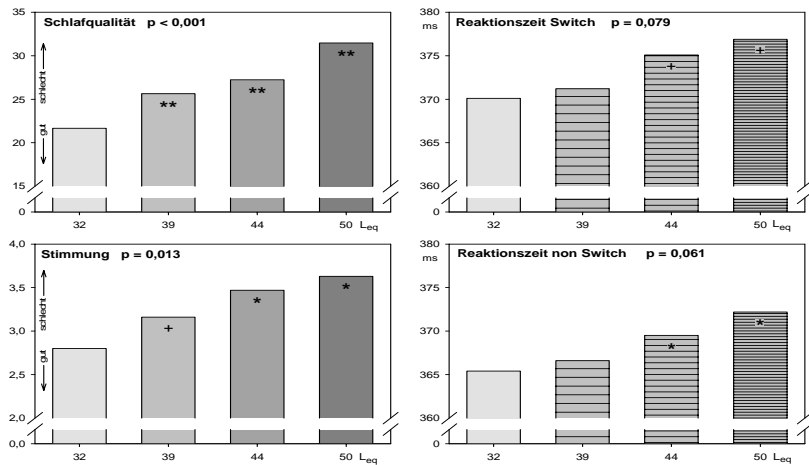 Schlafqualität p < 0,001
35
30
25
20
15
0
schlecht
gut
**
**
**
32 39 44 50 Leq
Reaktionszeit Switch p = 0,079
380
ms
375
370
365
360
0
+
+
32 39 44 50 Leq
Stimmung p = 0,013
4,0
3,5
3,0
2,5
2,0
0,0
schlecht
gut
+
*
*
32 39 44 50 Leq
Reaktionszeit non Switch p = 0,061
380
ms
375
370
365
360
0
*
*
32 39 44 50 Leq